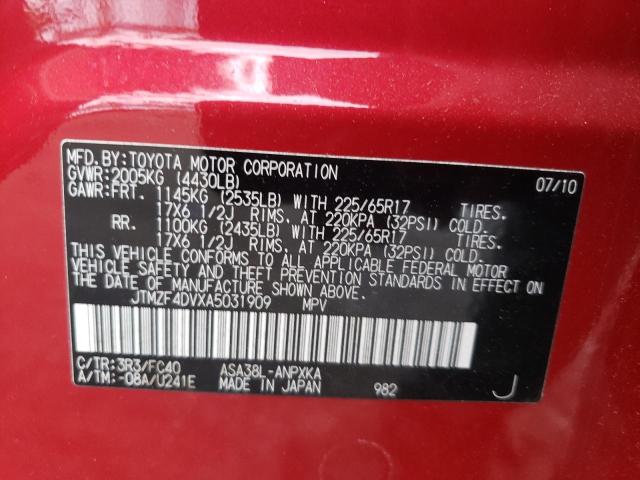 MFD.BY:TOYOTA MOTOR CORPORATION 07/10
GVWR:2005KG (4430LB)
GAWR:FRT. 1145KG (2535LB) WITH 225/65R17 TIRES.
17X6 1/2J RIMS. AT 220KPA (32PSI) COLD.
RR. 1100KG (2435LB) WITH 225/65R17 TIRES.
17X6 1/2J RIMS. AT 220KPA (32PSI) COLD.
THIS VEHICLE CONFORMS TO ALL APPLICABLE FEDERAL MOTOR
VEHICLE SAFETY AND THEFT PREVENTION STANDARDS IN EFFECT ON
THE DATE OF MANUFACTURE SHOWN ABOVE.
JTMZF4DVXA5031909 MPV
C/TR:3R3/FC40 ASA38L-ANPXKA
A/TM:-08A/U241E MADE IN JAPAN 982 J